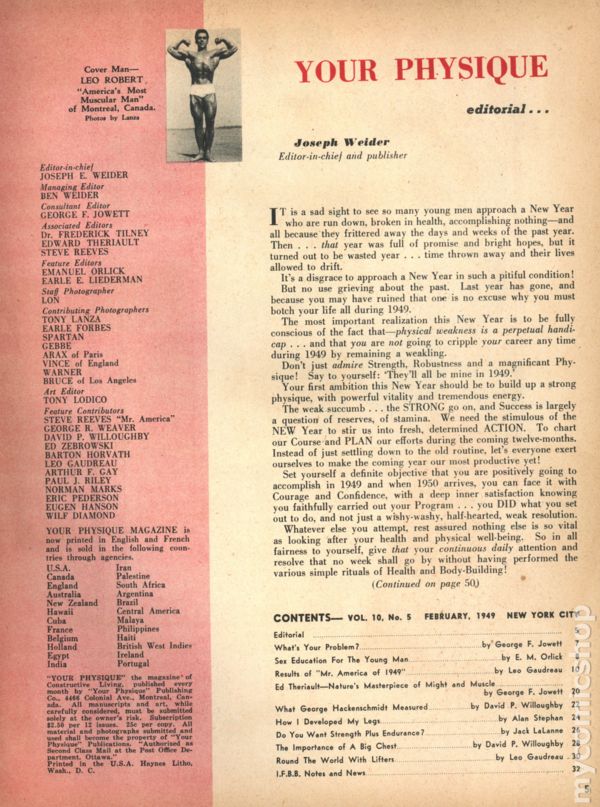 Cover Man—
LEO ROBERT
"America's Most
Muscular Man"
of Montreal, Canada.
Photos by Lanza
Editor-in-chief
JOSEPH E. WEIDER
Managing Editor
BEN WEIDER
Consultant Editor
GEORGE F. JOWETT
Associated Editors
Dr. FREDERICK TILNEY
EDWARD THERIAULT
STEVE REEVES
Feature Editors
EMANUEL ORLICK
EARLE E. LIEDERMAN
Staff Photographer
LON
Contributing Photographers
TONY LANZA
EARLE FORBES
SPARTAN
GEBBE
ARAX of Paris
VINCE of England
WARNER
BRUCE of Los Angeles
Art Editor
TONY LODICO
Feature Contributors
STEVE REEVES "Mr. America"
GEORGE R. WEAVER
DAVID P. WILLOUGHBY
ED ZEBROWSKI
BARTON HORVATH
LEO GAUDREAU
ARTHUR F. GAY
PAUL J. RILEY
NORMAN MARKS
ERIC PEDERSON
EUGEN HANSON
WILF DIAMOND
YOUR PHYSIQUE MAGAZINE is
now printed in English and French
and is sold in the following coun-
tries through agencies.
U.S.A. Iran
Canada Palestine
England South Africa
Australia Argentina
New Zealand Brazil
Hawaii Central America
Cuba Malaya
France Philippines
Belgium Haiti
Holland British West Indies
Egypt Ireland
India Portugal
"YOUR PHYSIQUE" the magazine of
Constructive Living, published every
month by "Your Physique" Publishing
Co., 4466 Colonial Ave., Montreal, Can-
ada. All manuscripts and art, while
carefully considered, must be submitted
solely at the owner's risk. Subscription
$2.50 per 12 issues. 25c per copy. All
material and photographs submitted and
used shall become the property of "Your
Physique" Publications. "Authorised as
Second Class Mail at the Post Office De-
partment, Ottawa."
Printed in the U.S.A. Haynes Litho,
Wash., D. C.
YOUR PHYSIQUE
editorial . . .
Joseph Weider
Editor-in-chief and publisher
IT is a sad sight to see so many young men approach a New Year
who are run down, broken in health, accomplishing nothing—and
all because they frittered away the days and weeks of the past year.
Then . . . that year was full of promise and bright hopes, but it
turned out to be wasted year . . . time thrown away and their lives
allowed to drift.
It's a disgrace to approach a New Year in such a pitiful condition!
But no use grieving about the past. Last year has gone, and
because you may have ruined that one is no excuse why you must
botch your life all during 1949.
The most important realization this New Year is to be fully
conscious of the fact that—physical weakness is a perpetual handi-
cap . . . and that you are not going to cripple your career any time
during 1949 by remaining a weakling.
Don't just admire Strength, Robustness and a magnificant Phy-
sique! Say to yourself: 'They'll all be mine in 1949.'
Your first ambition this New Year should be to build up a strong
physique, with powerful vitality and tremendous energy.
The weak succumb . . . the STRONG go on, and Success is largely
a question of reserves, of stamina. We need the stimulous of the
NEW Year to stir us into fresh, determined ACTION. To chart
our Course and PLAN our efforts during the coming twelve-months.
Instead of just settling down to the old routine, let's everyone exert
ourselves to make the coming year our most productive yet!
Set yourself a definite objective that you are positively going to
accomplish in 1949 and when 1950 arrives, you can face it with
Courage and Confidence, with a deep inner satisfaction knowing
you faithfully carried out your Program . . . you DID what you set
out to do, and not just a wishy-washy, half-hearted, weak resolution.
Whatever else you attempt, rest assured nothing else is so vital
as looking after your health and physical well-being. So in all
fairness to yourself, give that your continuous daily attention and
resolve that no week shall go by without having performed the
various simple rituals of Health and Body-Building!
(Continued on page 50)
CONTENTS— VOL. 10, No. 5 FEBRUARY, 1949 NEW YORK CITY
Editorial
What's Your Problem? by George F. Jowett 7
Sex Education For The Young Man by E. M. Orlick
Results of "Mr. America of 1949" by Leo Gaudreau 10
Ed Theriault—Nature's Masterpiece of Might and Muscle
by George F. Jowett 20
What George Hackenschmidt Measured by David P. Willoughby 22
How I Developed My Legs by Alan Stephan 24
Do You Want Strength Plus Endurance? by Jack LaLanne
The Importance of A Big Chest by David P. Willoughby 28
Round The World With Lifters by Leo Gaudreau
I.F.B.B. Notes and News 32
5
mycomicshop